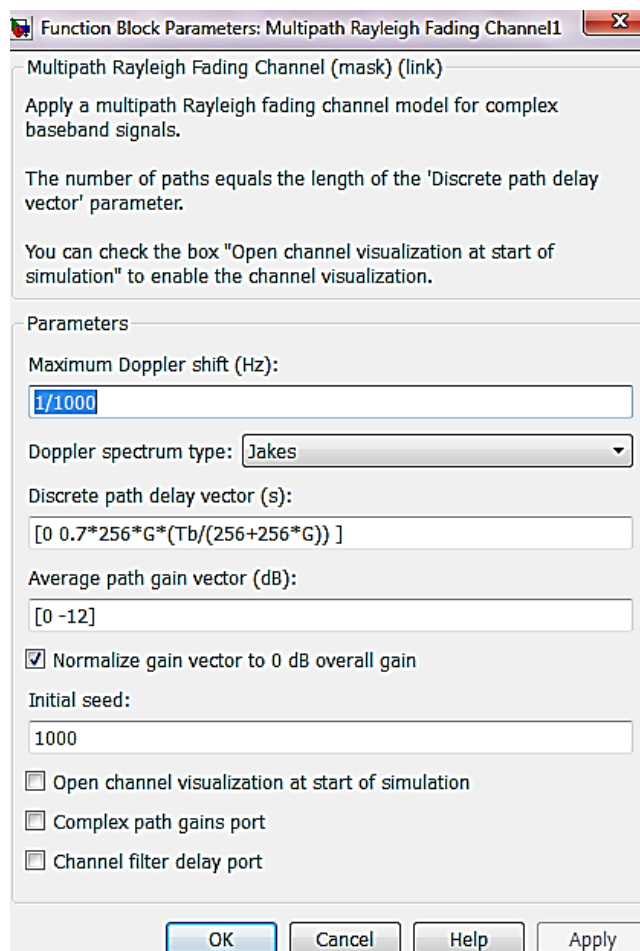 Function Block Parameters: Multipath Rayleigh Fading Channel1
x
Multipath Rayleigh Fading Channel (mask) (link)
Apply a multipath Rayleigh fading channel model for complex
baseband signals.
The number of paths equals the length of the 'Discrete path delay
vector' parameter.
You can check the box "Open channel visualization at start of
simulation" to enable the channel visualization.
Parameters
Maximum Doppler shift (Hz):
1/1000
Doppler spectrum type: Jakes
Discrete path delay vector (s):
[0 0.7*256*G*(Tb/(256+256*G)) ]
Average path gain vector (dB):
[0 -12]
Normalize gain vector to 0 dB overall gain
Initial seed:
1000
Open channel visualization at start of simulation
Complex path gains port
Channel filter delay port
OK Cancel Help Apply